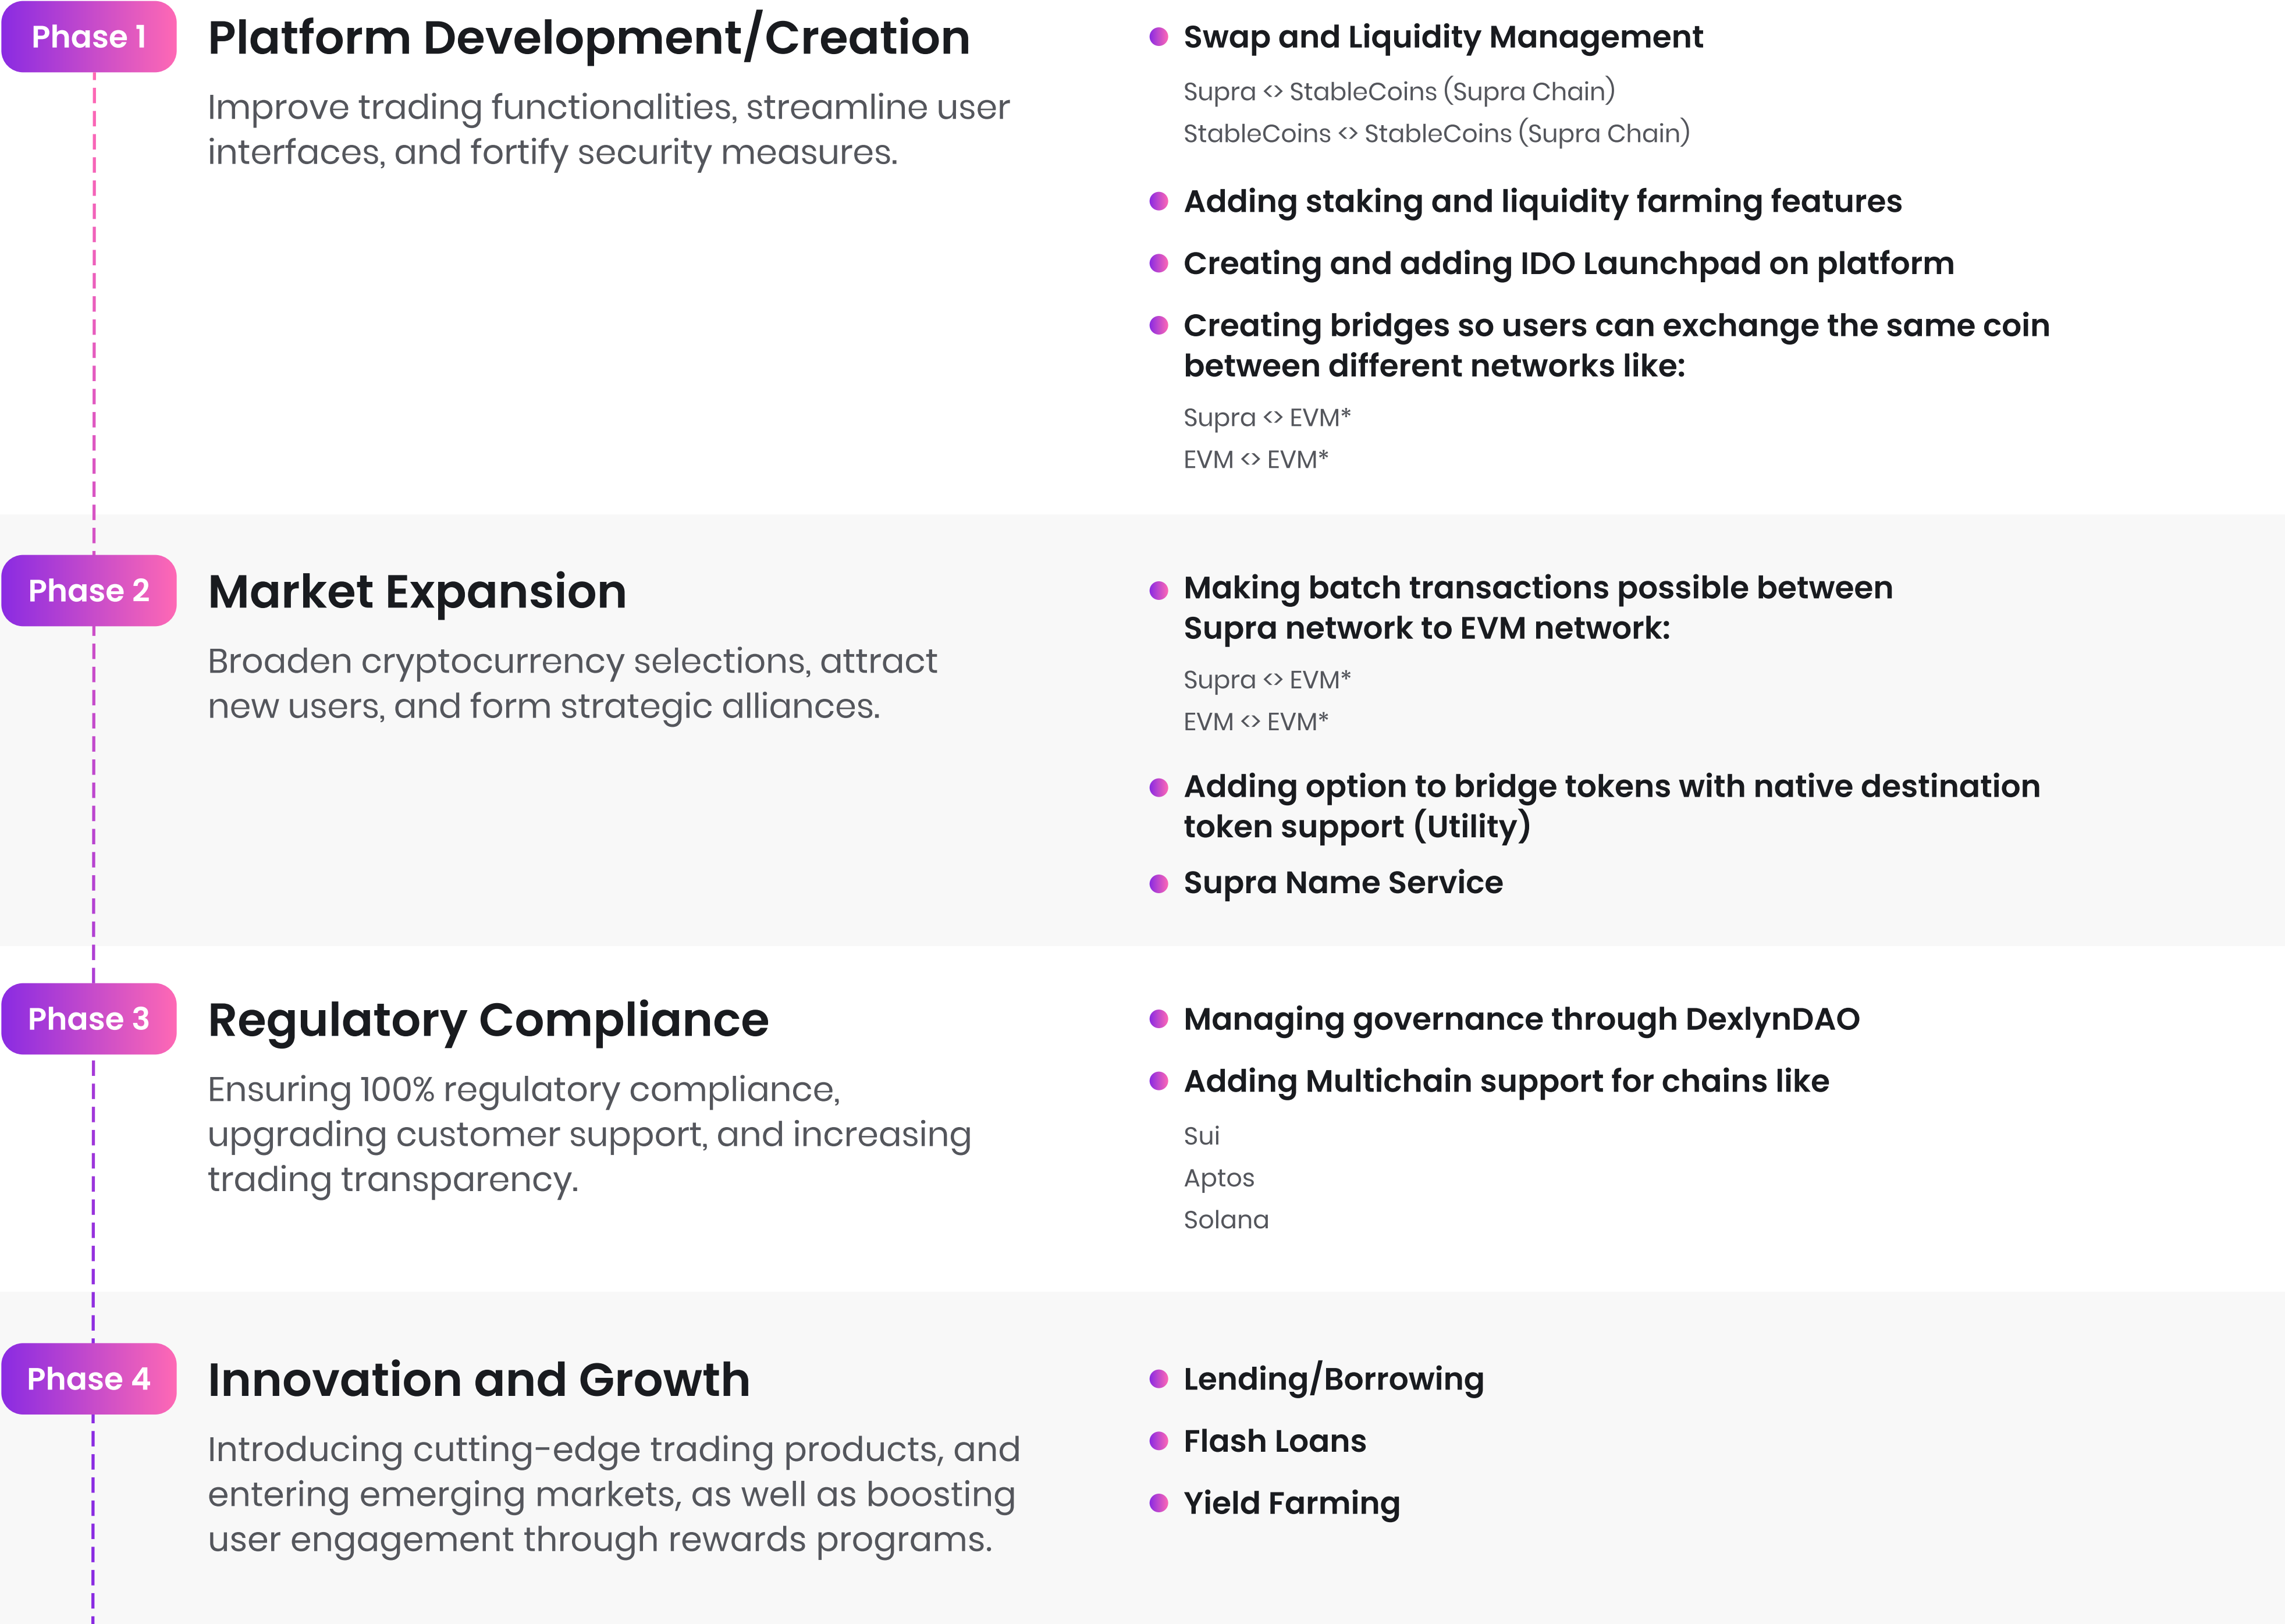 Phase 1
Platform Development/Creation
Improve trading functionalities, streamline user
interfaces, and fortify security measures.
Swap and Liquidity Management
Supra <> StableCoins (Supra Chain)
StableCoins <> StableCoins (Supra Chain)
Adding staking and liquidity farming features
Creating and adding IDO Launchpad on platform
Creating bridges so users can exchange the same coin
between different networks like:
Supra <> EVM*
EVM <> EVM*
Phase 2
Market Expansion
Broaden cryptocurrency selections, attract
new users, and form strategic alliances.
Making batch transactions possible between
Supra network to EVM network:
Supra <> EVM*
EVM <> EVM*
Adding option to bridge tokens with native destination
token support (Utility)
Supra Name Service
Phase 3
Regulatory Compliance
Ensuring 100% regulatory compliance,
upgrading customer support, and increasing
trading transparency.
Managing governance through DexlynDAO
Adding Multichain support for chains like
Sui
Aptos
Solana
Phase 4
Innovation and Growth
Introducing cutting-edge trading products, and
entering emerging markets, as well as boosting
user engagement through rewards programs.
Lending/Borrowing
Flash Loans
Yield Farming